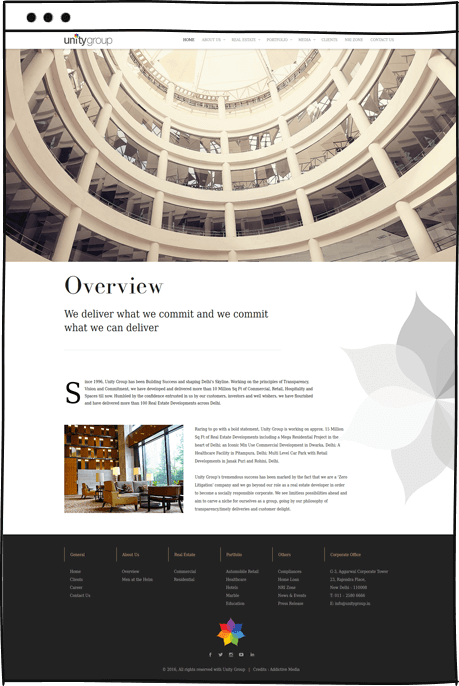 unitygroup
HOME ABOUT US REAL ESTATE PORTFOLIO MEDIA CLIENTS NRI ZONE CONTACT US
Overview
We deliver what we commit and we commit
what we can deliver
Since 1996, Unity Group has been Building Success and shaping Delhi's Skyline. Working on the principles of Transparency,
Union and Commitment, we have developed and delivered more than 10 Million Sq Ft of Commercial, Retail, Hospitality and
Spaces till now. Humbled by the confidence entrusted in us by our customers, investors and well wishers, we have flourished
and have delivered more than 100 Real Estate Developments across Delhi.
Raring to go with a bold statement, Unity Group is working on approx. 11 Million
Sq Ft of Real Estate Developments including a Mega Residential Project in the
heart of Delhi; an Iconic Mix Use Commercial Development in Dwarka, Delhi; A
Healthcare Facility in Pitampura, Delhi; Multi Level Car Park with Retail
Developments in Janak Puri and Rohini, Delhi.
Unity Group's tremendous success has been marked by the fact that we are a 'Zero
Litigation' company and we go beyond our role as a real estate developer in order
to become a socially responsible corporate. We see limitless possibilities ahead and
aim to carve a niche for ourselves as a group, going by our philosophy of
transparency,timely deliveries and customer delight.
General
Home
Clients
Career
Contact Us
About Us
Overview
Men at the Helm
Real Estate
Commercial
Residential
Portfolio
Automobile Retail
Healthcare
Hotels
Mantle
Education
Others
Compliances
Home Loan
NRI Zone
News & Events
Press Release
Corporate Office
G.3, Aggarwal Corporate Tower
23, Rajendra Place,
New Delhi - 110008
T: 011 - 3280 6666
E: info@unitygroup.in
© 2016, All rights reserved with Unity Group | Credits : Addictive Media